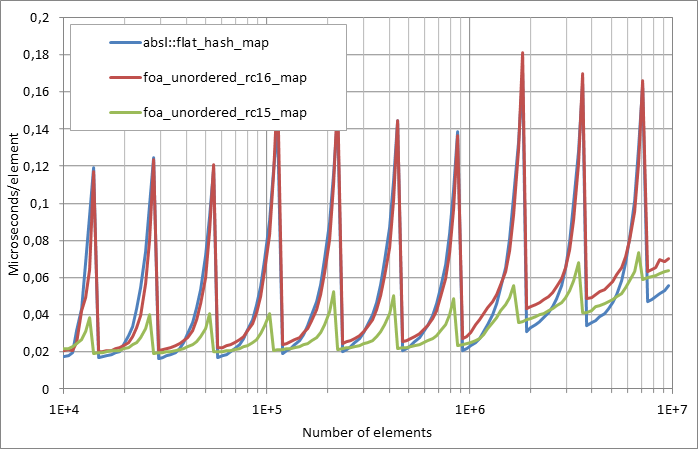 0,2
0,18
0,16
0,14
0,12
0,1
0,08
0,06
0,04
0,02
0
Microseconds/element
absl::flat_hash_map
foa_unordered_rc16_map
foa_unordered_rc15_map
1E+4
1E+5
1E+6
1E+7
Number of elements